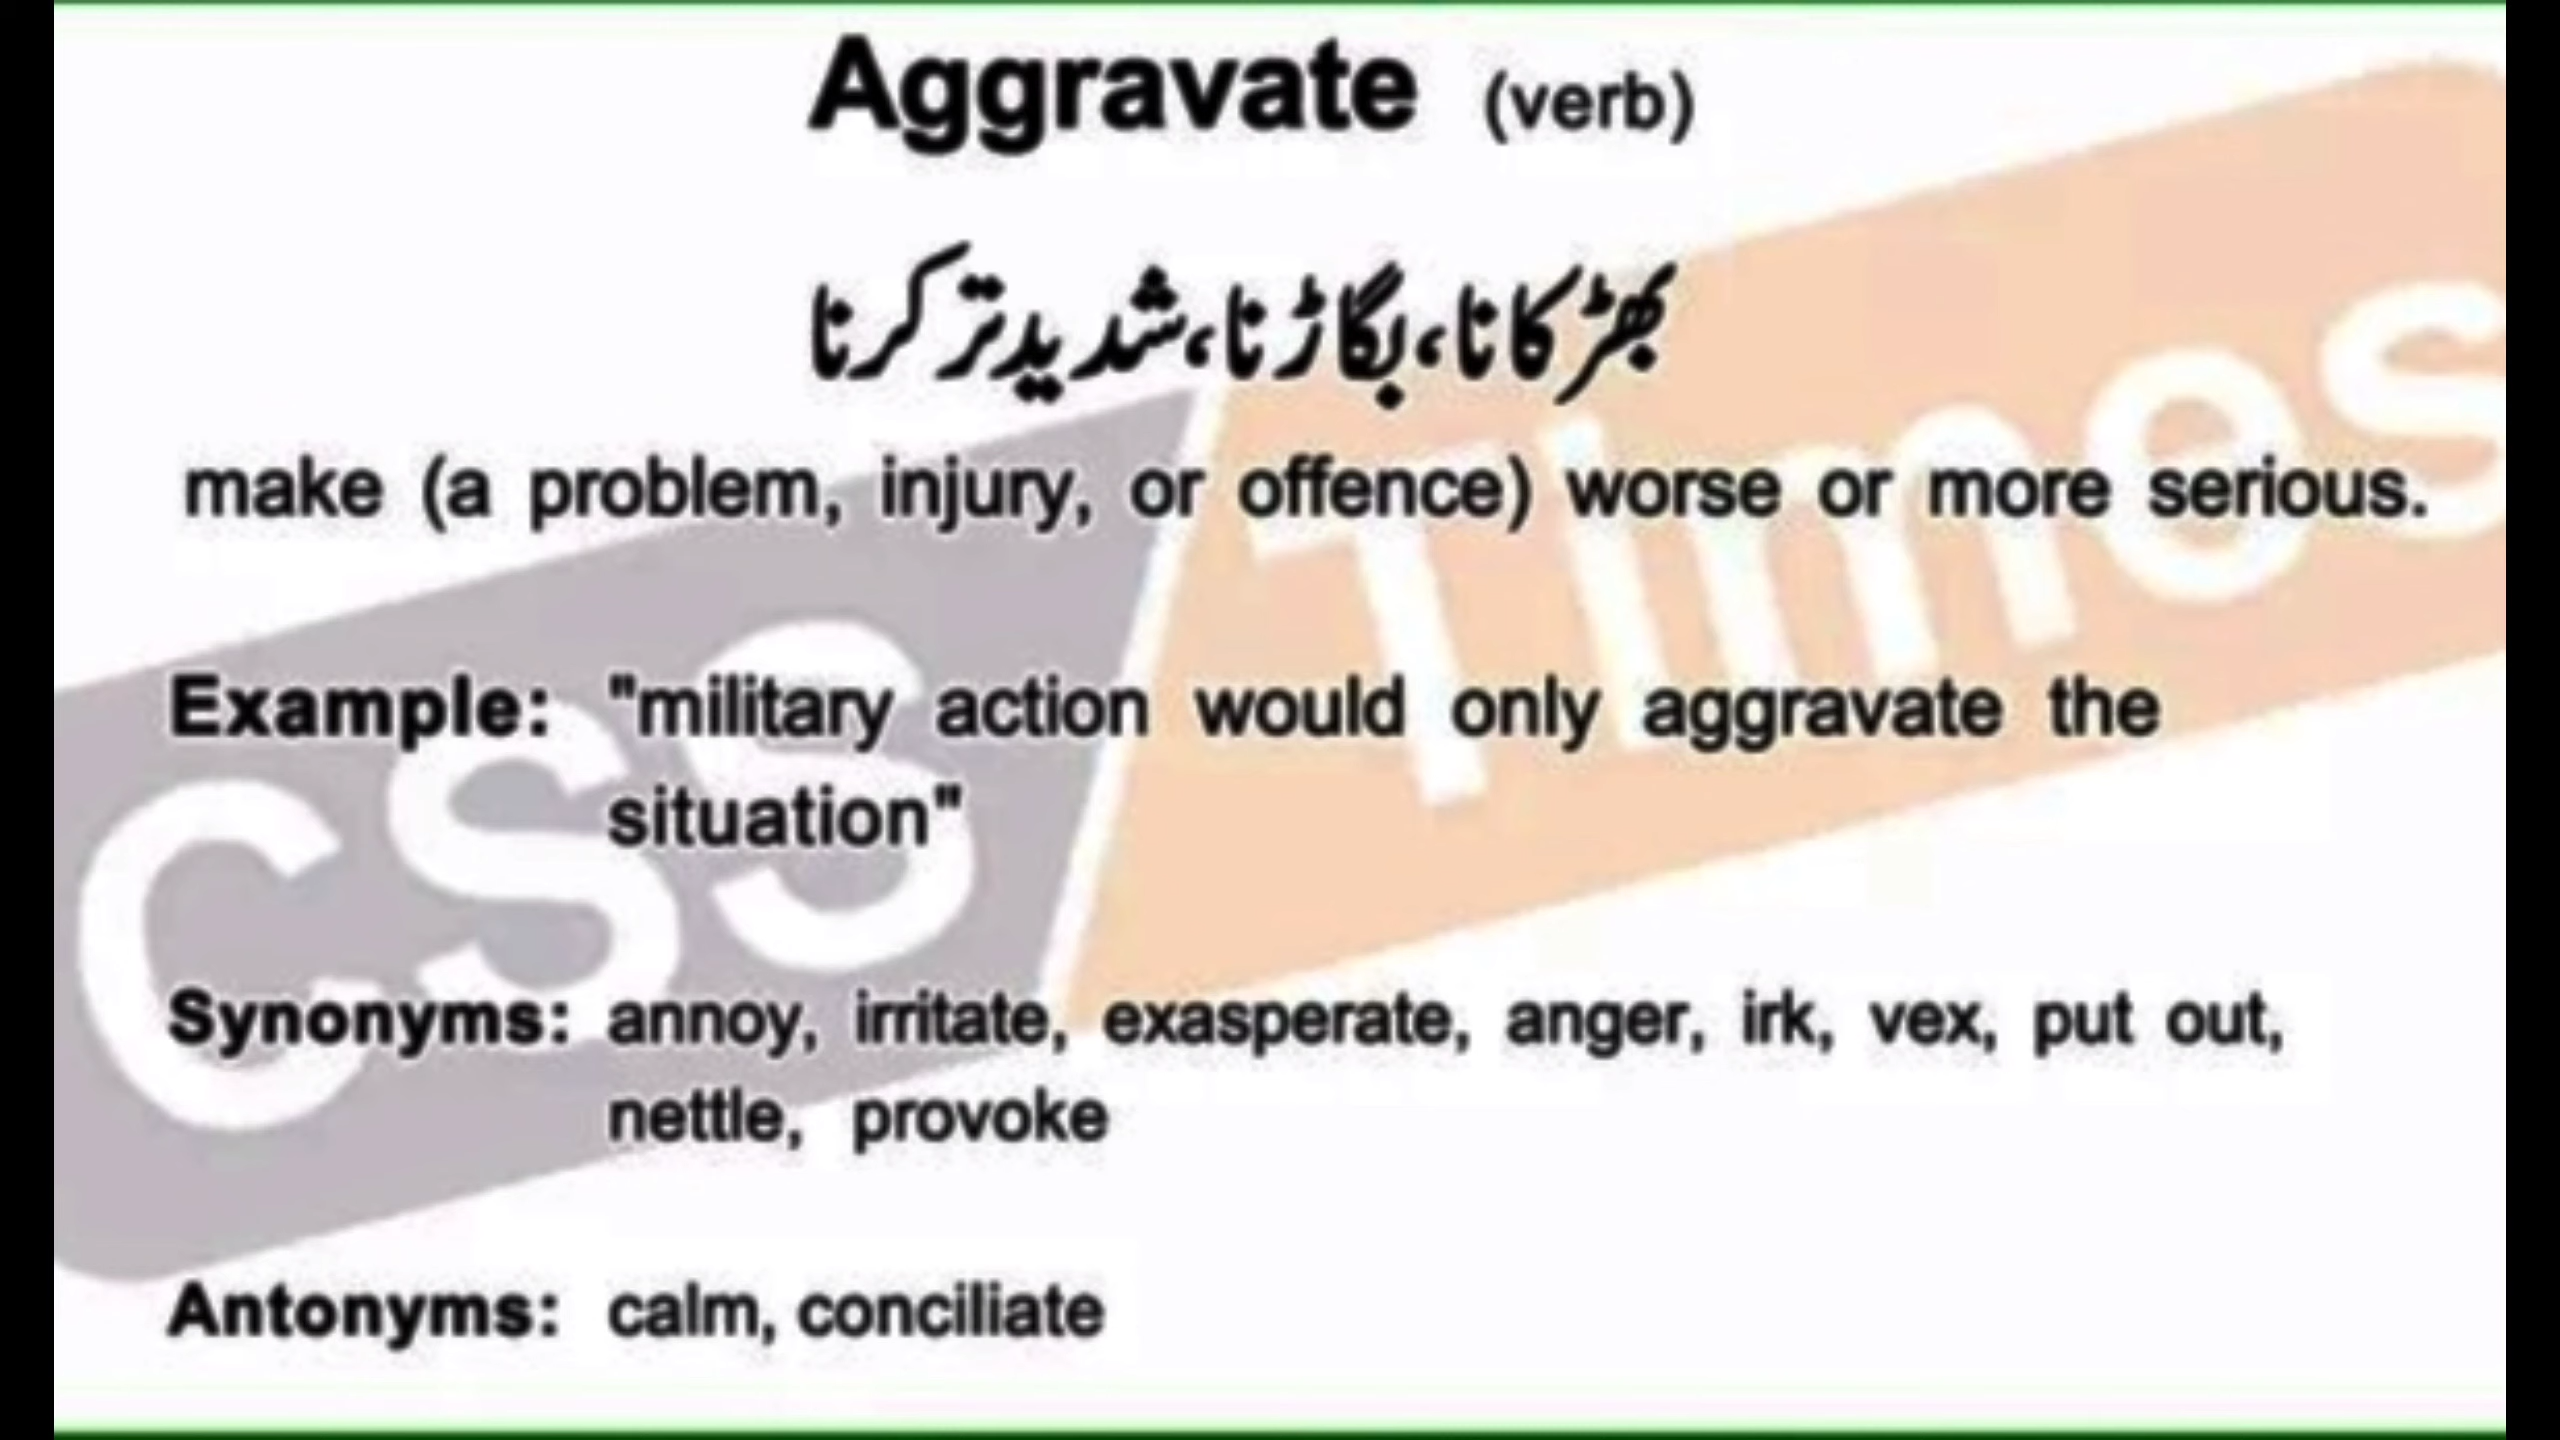 Aggravate (verb)
بھڑکانا، بگاڑنا، شدیدتر کرنا
make (a problem, injury, or offence) worse or more serious.
Example: "military action would only aggravate the
situation"
Synonyms: annoy, irritate, exasperate, anger, irk, vex, put out,
nettle, provoke
Antonyms: calm, conciliate
CSS Times